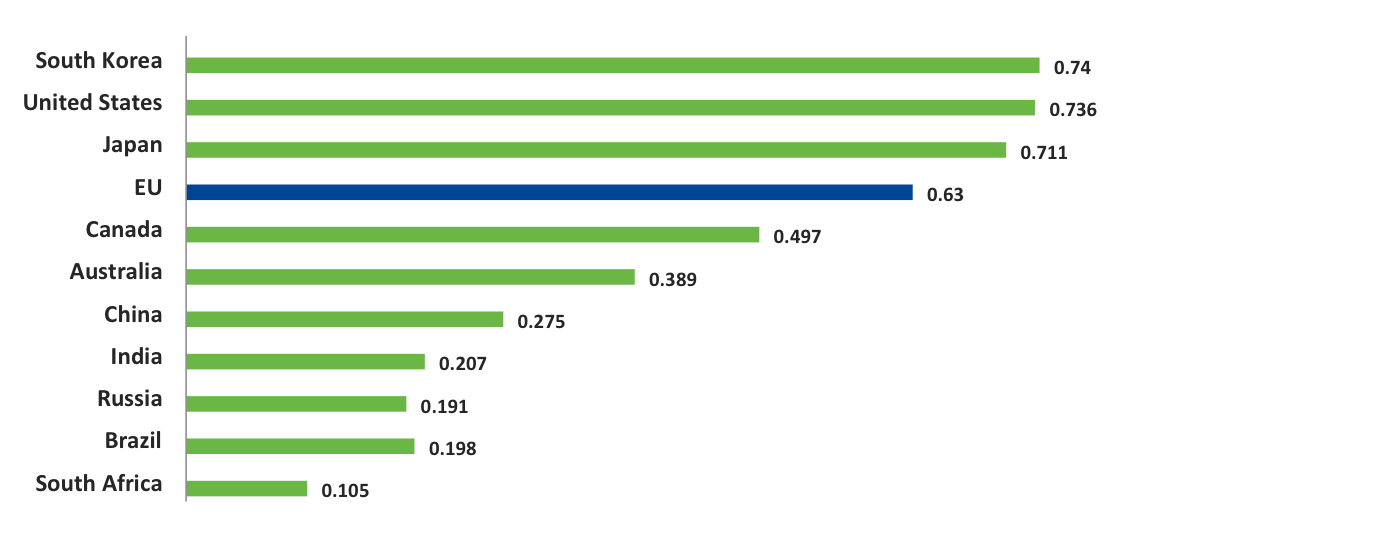 South Korea 0.74
United States 0.736
Japan 0.711
EU 0.63
Canada 0.497
Australia 0.389
China 0.275
India 0.207
Russia 0.191
Brazil 0.198
South Africa 0.105